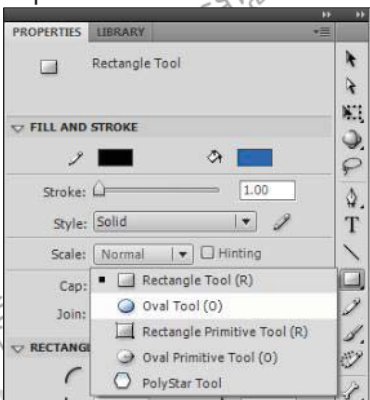 PROPERTIES LIBRARY
Rectangle Tool
FILL AND STROKE
Stroke: 1.00
Style: Solid
Scale: Normal Hinting
Cap:
Join:
Rectangle Tool (R)
Oval Tool (O)
Rectangle Primitive Tool (R)
Oval Primitive Tool (O)
PolyStar Tool
RECTANG